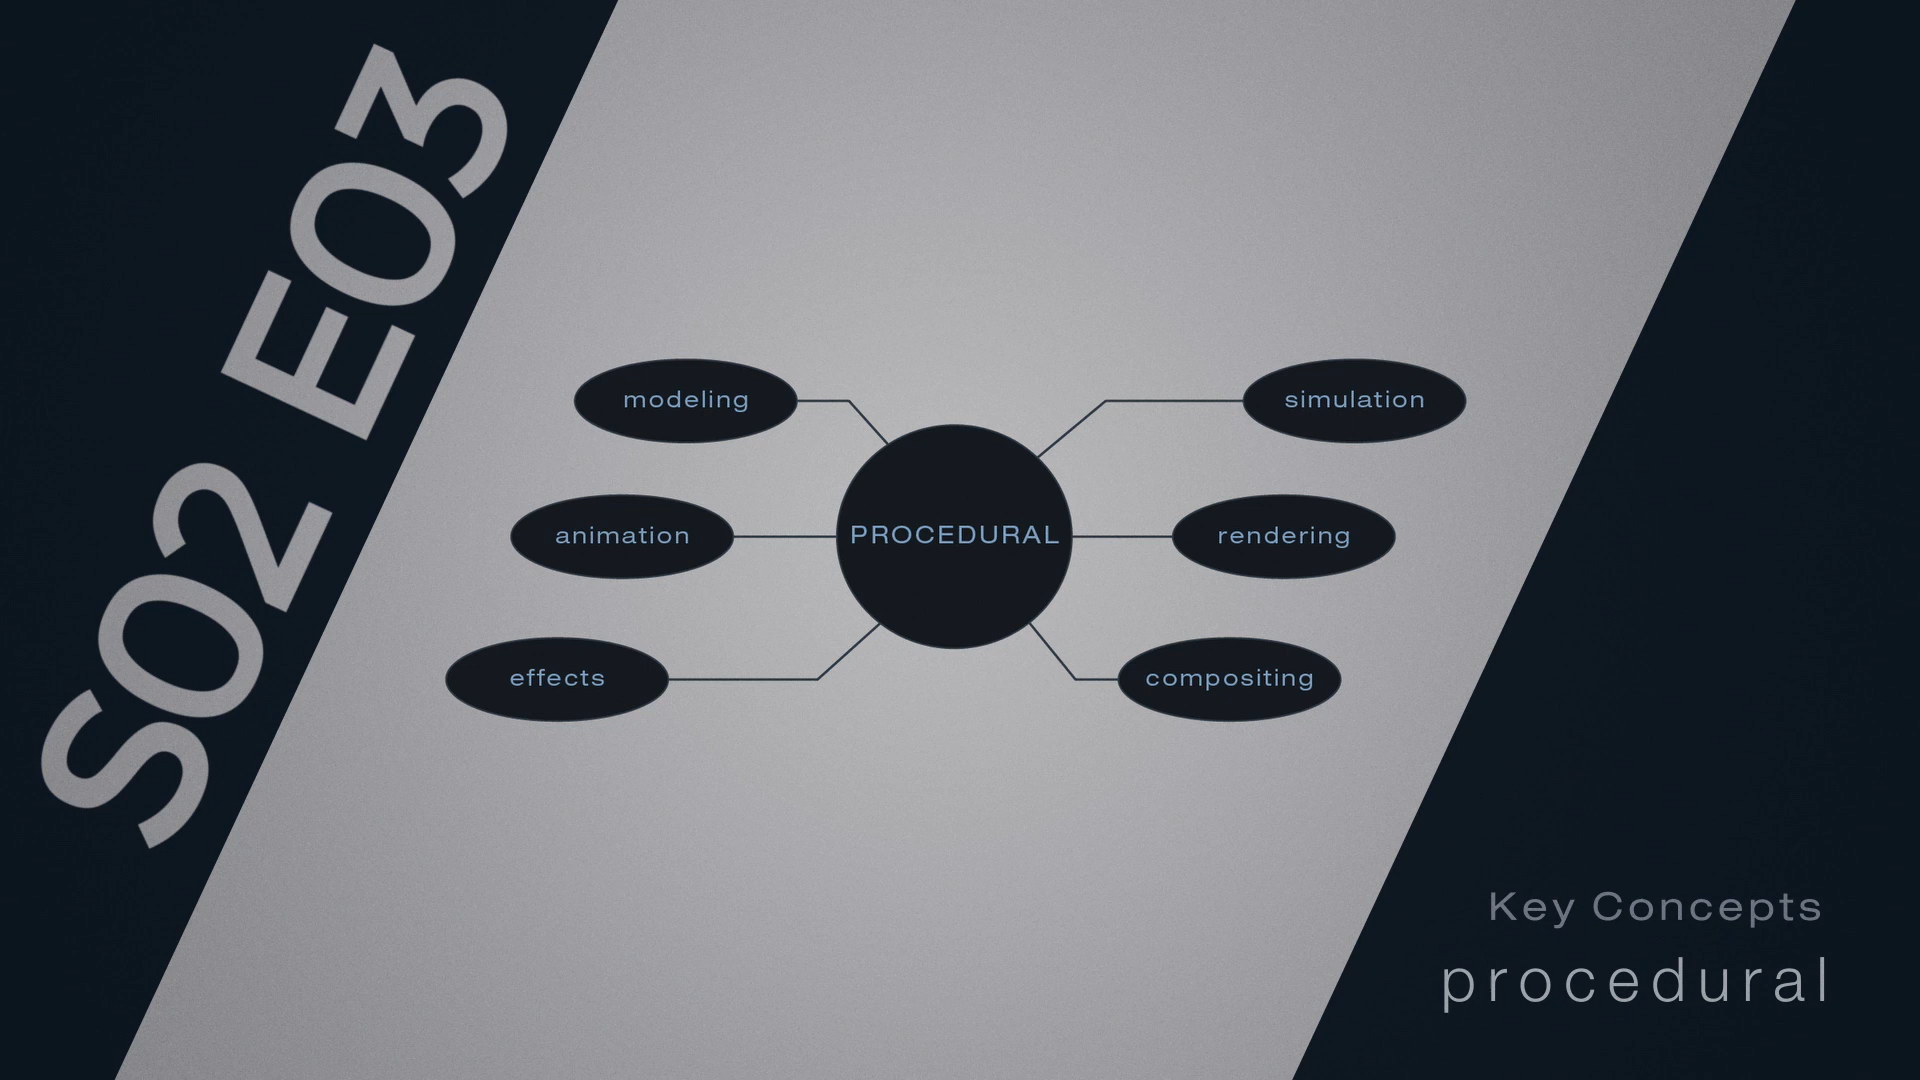 S02 E03
modeling
simulation
animation
PROCEDURAL
rendering
effects
compositing
Key Concepts
procedural